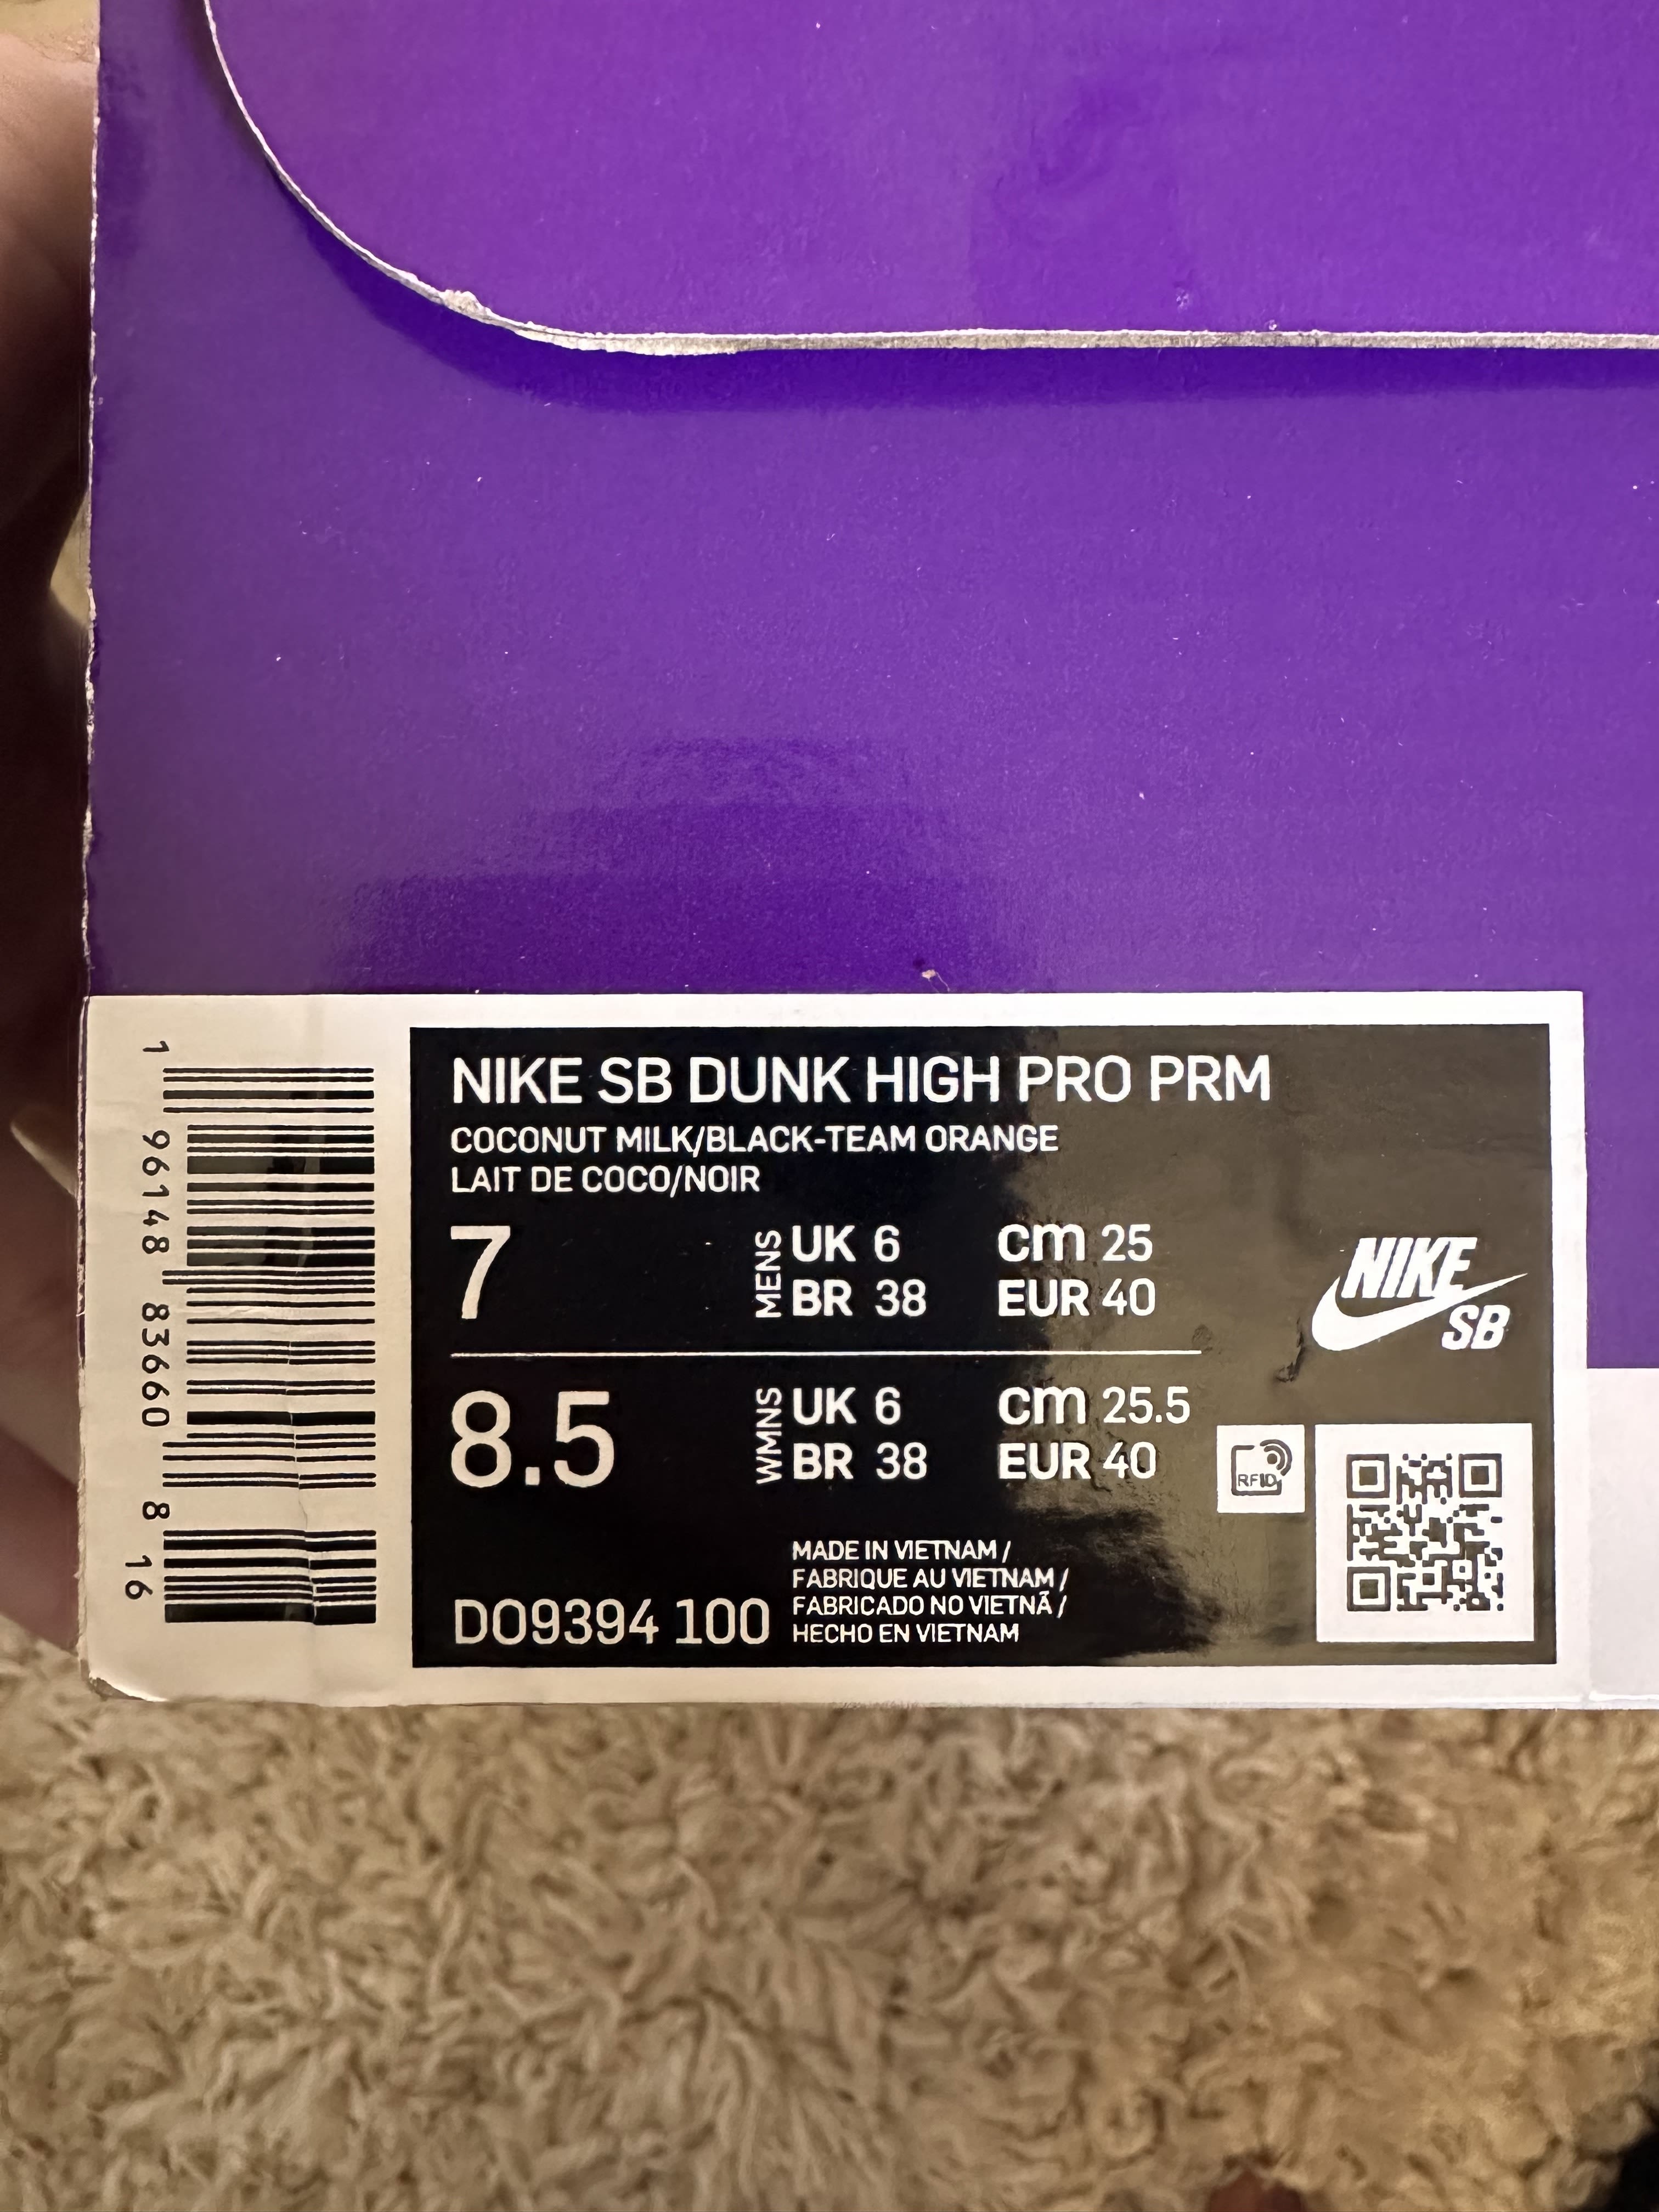 1 96148 83660 8 16
NIKE SB DUNK HIGH PRO PRM
COCONUT MILK/BLACK-TEAM ORANGE
LAIT DE COCO/NOIR
7 MENS UK 6 cm 25
BR 38 EUR 40
NIKE
SB
8.5 WMNS UK 6 cm 25.5
BR 38 EUR 40
RFID
MADE IN VIETNAM /
FABRIQUE AU VIETNAM /
FABRICADO NO VIETNÃ /
HECHO EN VIETNAM
DO9394 100